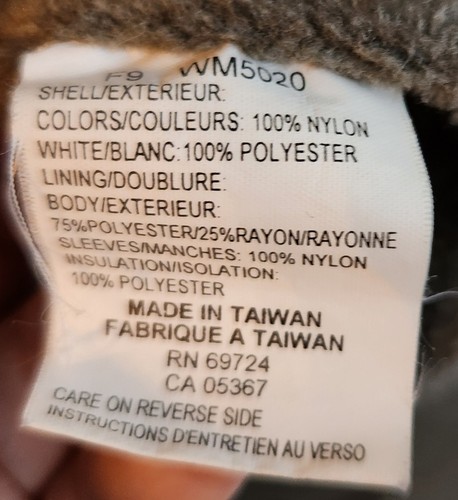 F9 WM5020
SHELL/EXTERIEUR:
COLORS/COULEURS: 100% NYLON
WHITE/BLANC:100% POLYESTER
LINING/DOUBLURE:
BODY/EXTERIEUR:
75%POLYESTER/25%RAYON/RAYONNE
SLEEVES/MANCHES: 100% NYLON
INSULATION/ISOLATION:
100% POLYESTER
MADE IN TAIWAN
FABRIQUE A TAIWAN
RN 69724
CA 05367
CARE ON REVERSE SIDE
INSTRUCTIONS D'ENTRETIEN AU VERSO